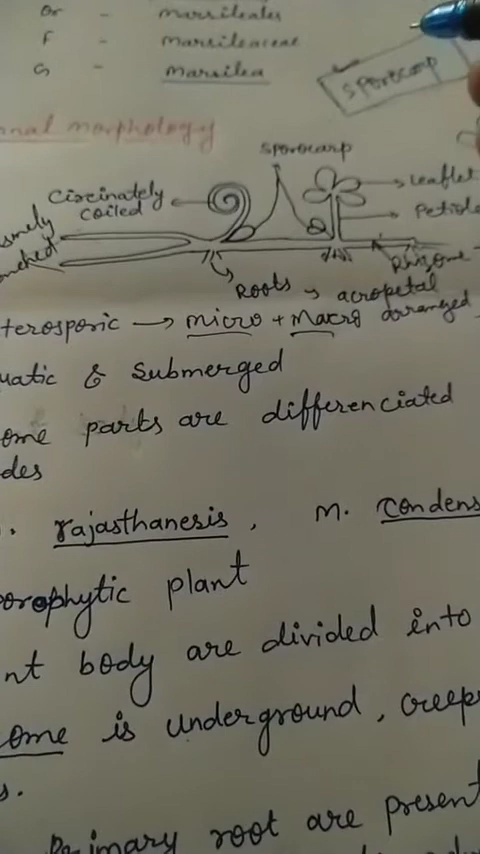 Or - Marsileales
F - Marsileaceae
G - Marsilea
Sporocarp
nal morphology
Sporocarp
Circinately
coiled
Leaflet
Petiole
nched
Roots → acropetal
arranged
terosporic → micro + Macro
uatic & Submerged
ome parts are differenciated
des
. rajasthanesis, M. condens
orophytic plant
nt body are divided into
ome is underground, creep
s.
Primary root are present